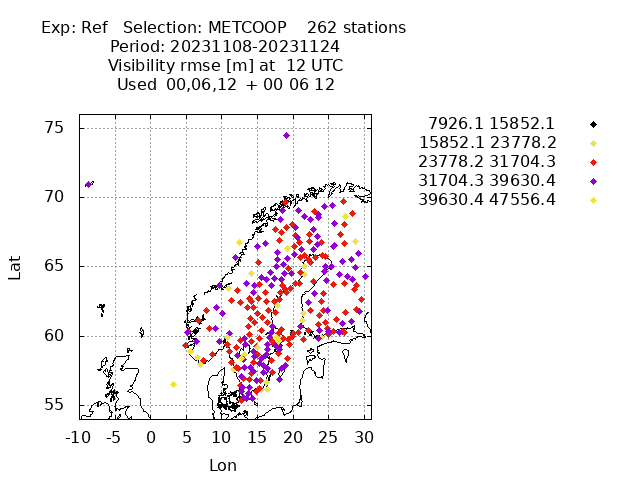 Exp: Ref Selection: METCOOP 262 stations
Period: 20231108-20231124
Visibility rmse [m] at 12 UTC
Used 00,06,12 + 00 06 12
7926.1 15852.1
15852.1 23778.2
23778.2 31704.3
31704.3 39630.4
39630.4 47556.4
75
70
65
60
55
Lat
-10 -5 0 5 10 15 20 25 30
Lon